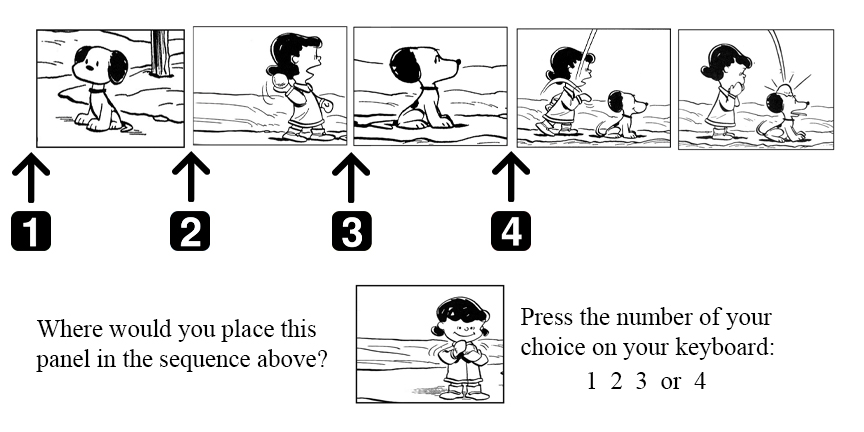 1
2
3
4
Where would you place this
panel in the sequence above?
Press the number of your
choice on your keyboard:
1 2 3 or 4